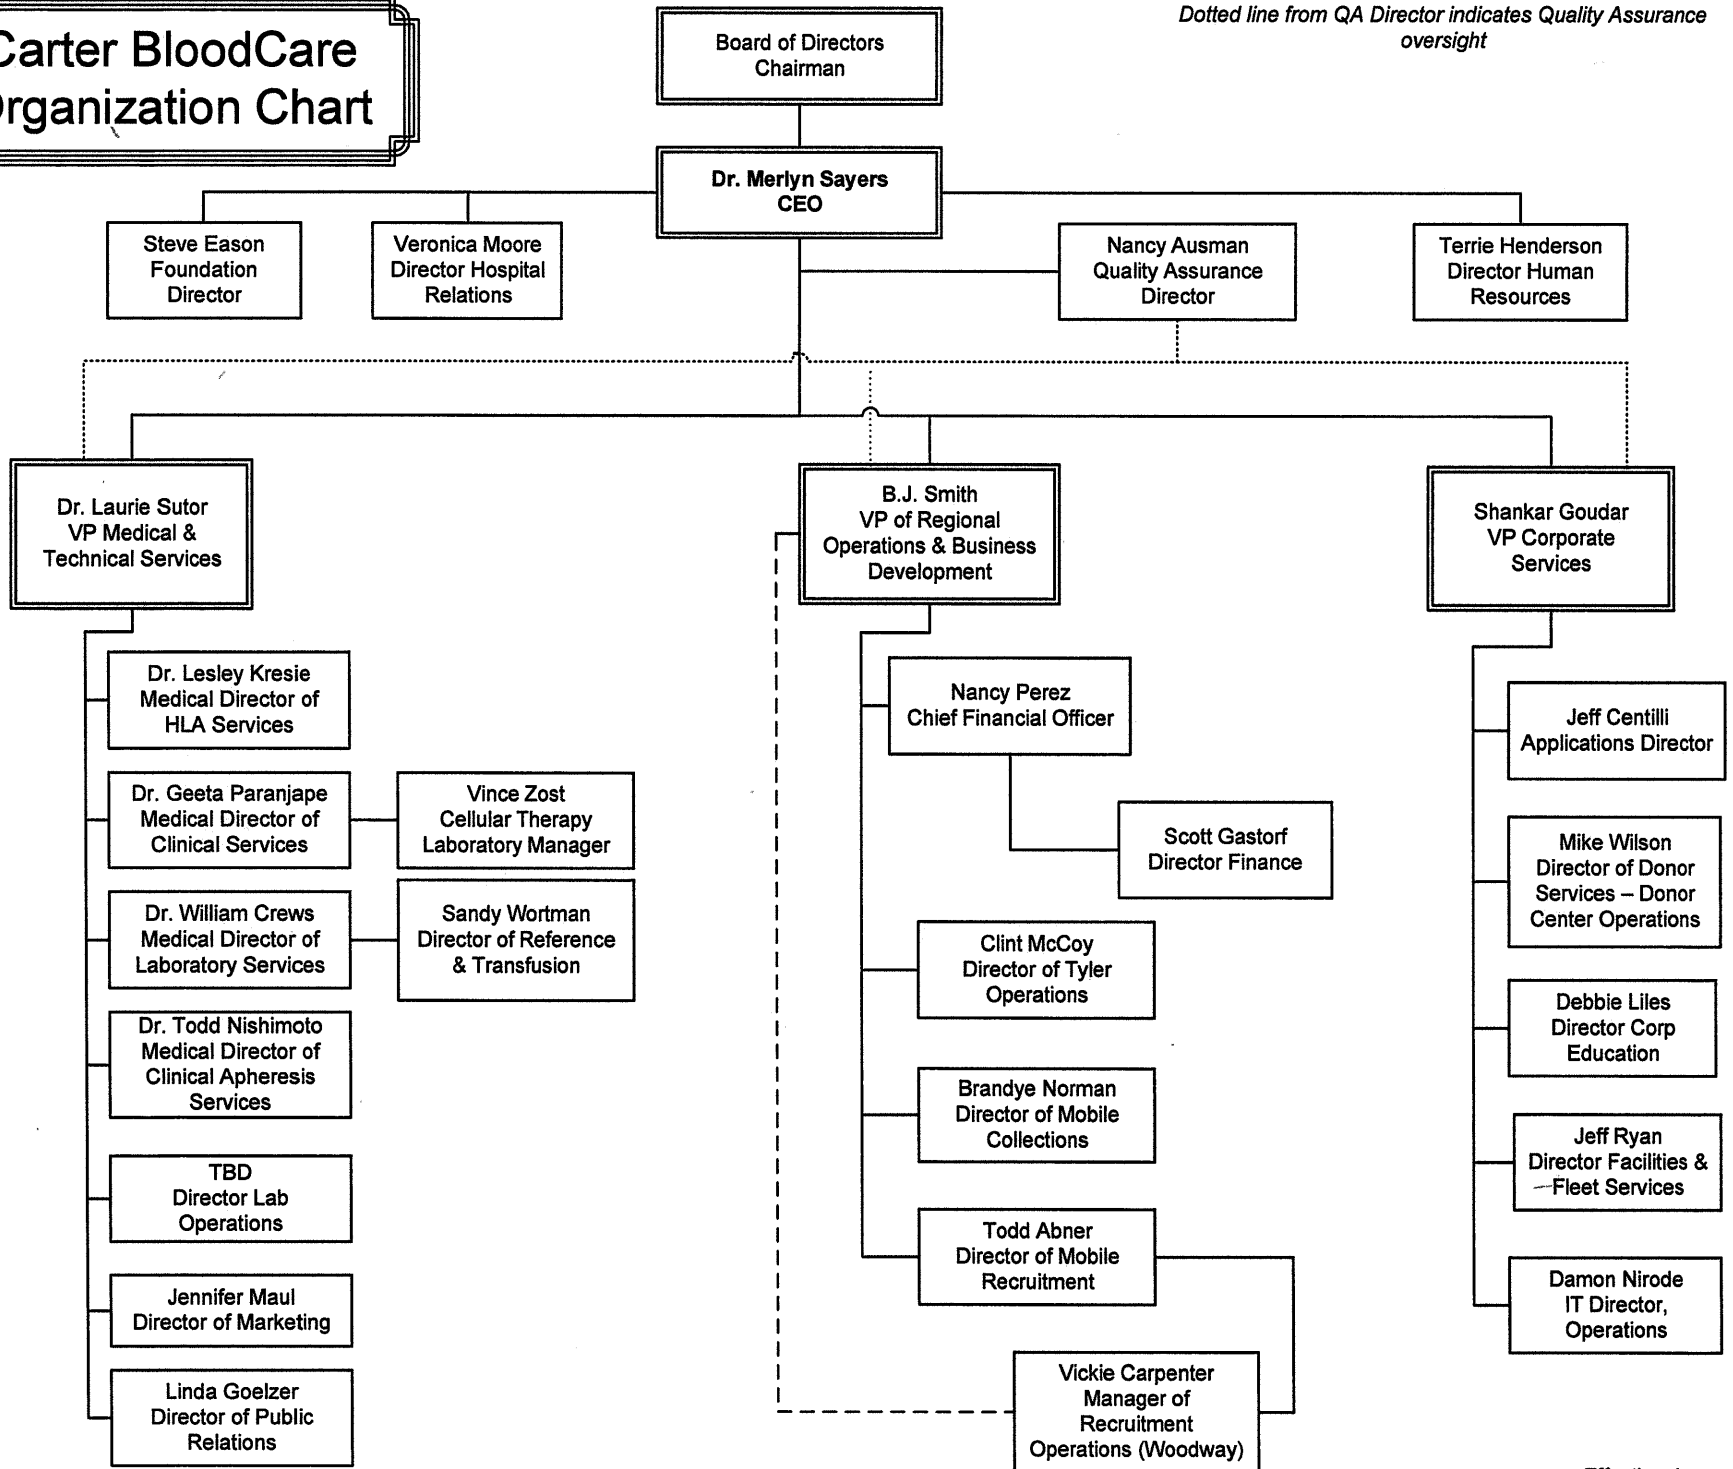 Carter BloodCare
Organization Chart
Dotted line from QA Director indicates Quality Assurance
oversight
Board of Directors
Chairman
Dr. Merlyn Sayers
CEO
Steve Eason
Foundation
Director
Veronica Moore
Director Hospital
Relations
Nancy Ausman
Quality Assurance
Director
Terrie Henderson
Director Human
Resources
Dr. Laurie Sutor
VP Medical &
Technical Services
B.J. Smith
VP of Regional
Operations & Business
Development
Shankar Goudar
VP Corporate
Services
Dr. Lesley Kresie
Medical Director of
HLA Services
Dr. Geeta Paranjape
Medical Director of
Clinical Services
Vince Zost
Cellular Therapy
Laboratory Manager
Dr. William Crews
Medical Director of
Laboratory Services
Sandy Wortman
Director of Reference
& Transfusion
Dr. Todd Nishimoto
Medical Director of
Clinical Apheresis
Services
TBD
Director Lab
Operations
Jennifer Maul
Director of Marketing
Linda Goelzer
Director of Public
Relations
Nancy Perez
Chief Financial Officer
Scott Gastorf
Director Finance
Clint McCoy
Director of Tyler
Operations
Brandye Norman
Director of Mobile
Collections
Todd Abner
Director of Mobile
Recruitment
Vickie Carpenter
Manager of
Recruitment
Operations (Woodway)
Jeff Centilli
Applications Director
Mike Wilson
Director of Donor
Services – Donor
Center Operations
Debbie Liles
Director Corp
Education
Jeff Ryan
Director Facilities &
Fleet Services
Damon Nirode
IT Director,
Operations